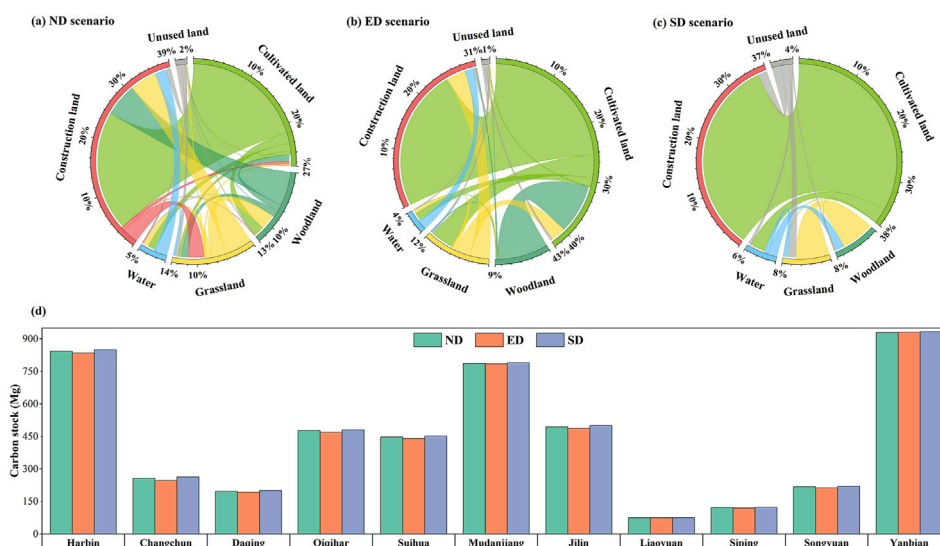 (a) ND scenario
(b) ED scenario
(c) SD scenario
Unused land
39%
2%
Cultivated land
10%
20%
27%
Woodland
10%
13%
Grassland
10%
14%
Water
5%
Construction land
10%
20%
30%
Unused land
31%
1%
Cultivated land
10%
20%
30%
40%
43%
Woodland
9%
Grassland
12%
Water
4%
Construction land
10%
20%
Unused land
37%
4%
Cultivated land
10%
20%
30%
38%
Woodland
8%
Grassland
8%
Water
6%
Construction land
10%
20%
30%
(d)
ND ED SD
Carbon stock (Mg)
900
750
600
450
300
150
0
Harbin Changchun Daqing Qiqihar Suihua Mudanjiang Jilin Liaoyuan Siping Songyuan Yanbian